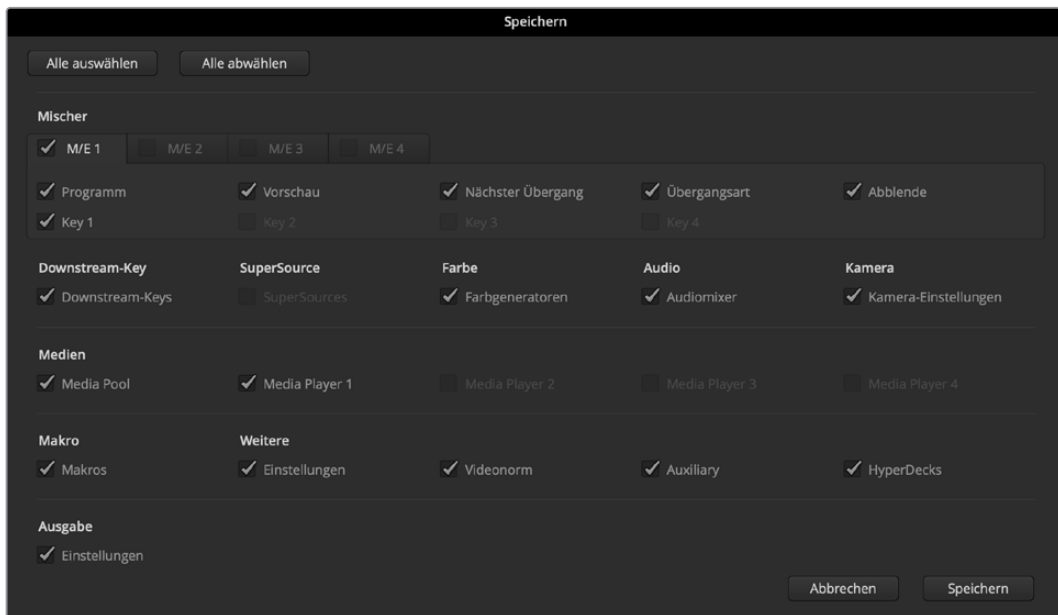 Speichern
Alle auswählen Alle abwählen
Mischer
M/E 1 M/E 2 M/E 3 M/E 4
Programm Vorschau Nächster Übergang Übergangsart Abblende
Key 1 Key 2 Key 3 Key 4
Downstream-Key SuperSource Farbe Audio Kamera
Downstream-Keys SuperSources Farbgeneratoren Audiomixer Kamera-Einstellungen
Medien
Media Pool Media Player 1 Media Player 2 Media Player 3 Media Player 4
Makro Weitere
Makros Einstellungen Videonorm Auxiliary HyperDecks
Ausgabe
Einstellungen
Abbrechen Speichern